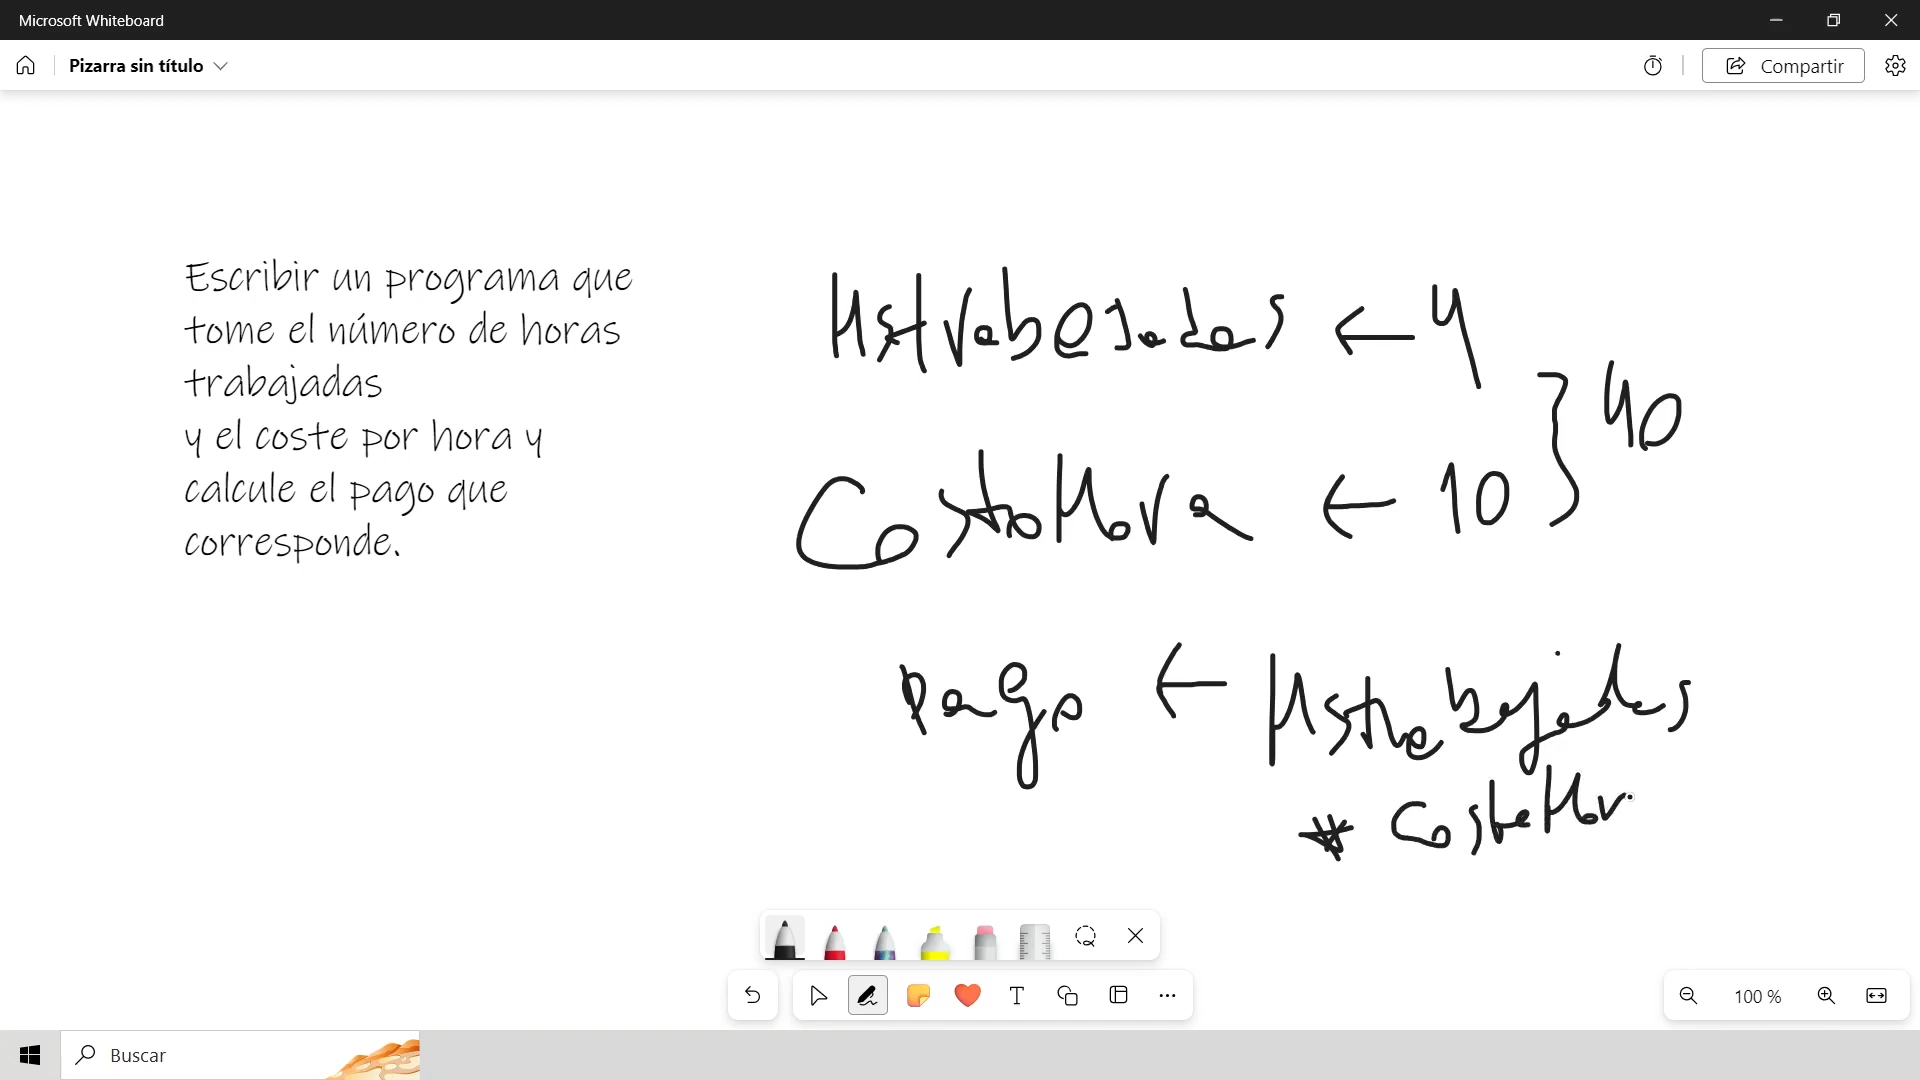 Microsoft Whiteboard
Pizarra sin título
Compartir
Escribir un programa que
tome el número de horas
trabajadas
y el coste por hora y
calcule el pago que
corresponde.
Hstrabajadas ← 4
CostoHora ← 10
} 40
pago ← Hstrabajadas
* CostoHor
100 %
Buscar